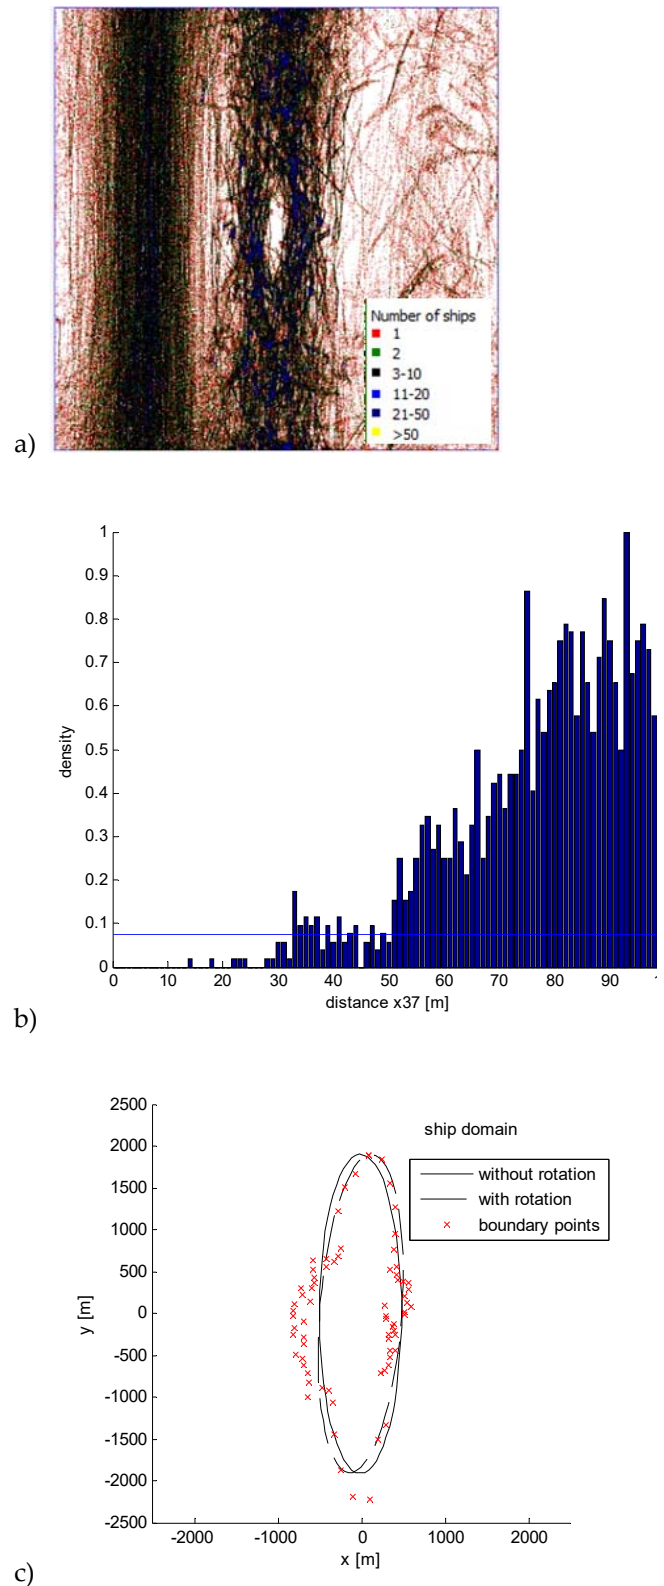 Number of ships
1
2
3-10
11-20
21-50
>50
a)
1
0.9
0.8
0.7
0.6
0.5
0.4
0.3
0.2
0.1
0
density
0 10 20 30 40 50 60 70 80 90 1
distance x37 [m]
b)
2500
2000
1500
1000
500
0
-500
-1000
-1500
-2000
-2500
y [m]
ship domain
without rotation
with rotation
boundary points
-2000 -1000 0 1000 2000
x [m]
c)